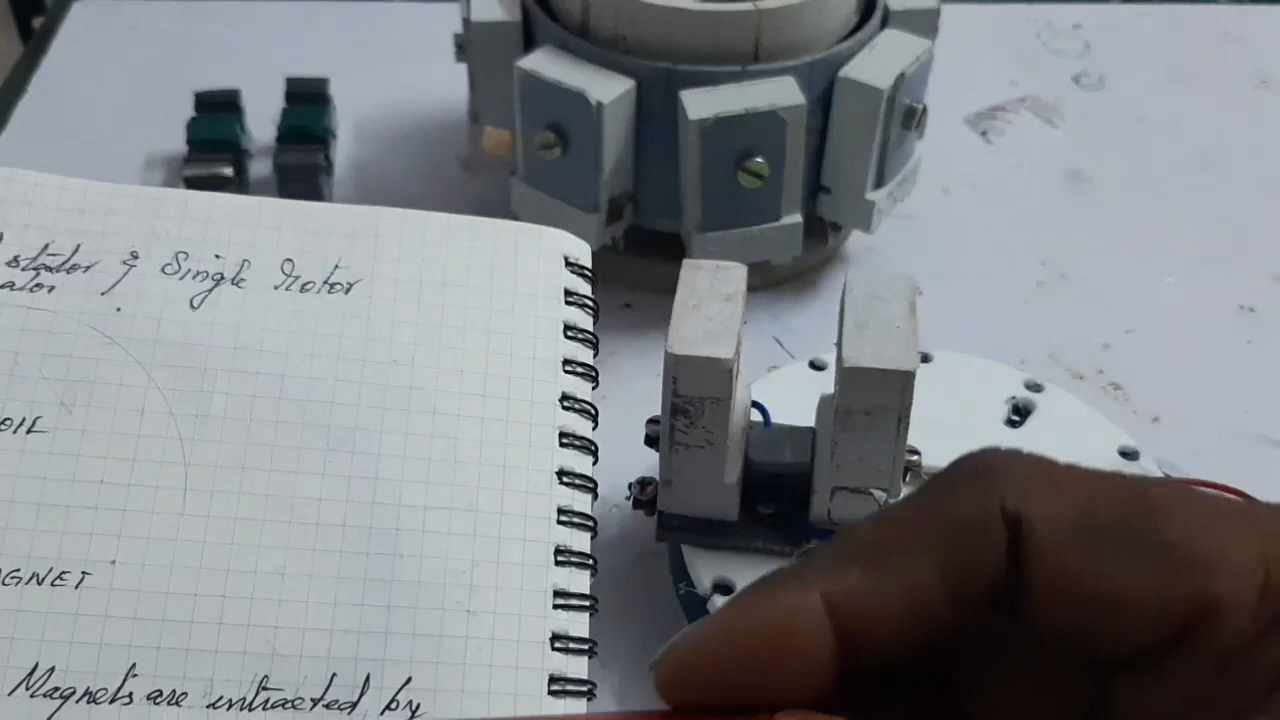 stator & Single Rotor
ator
OIL
GNET
Magnets are intracted by